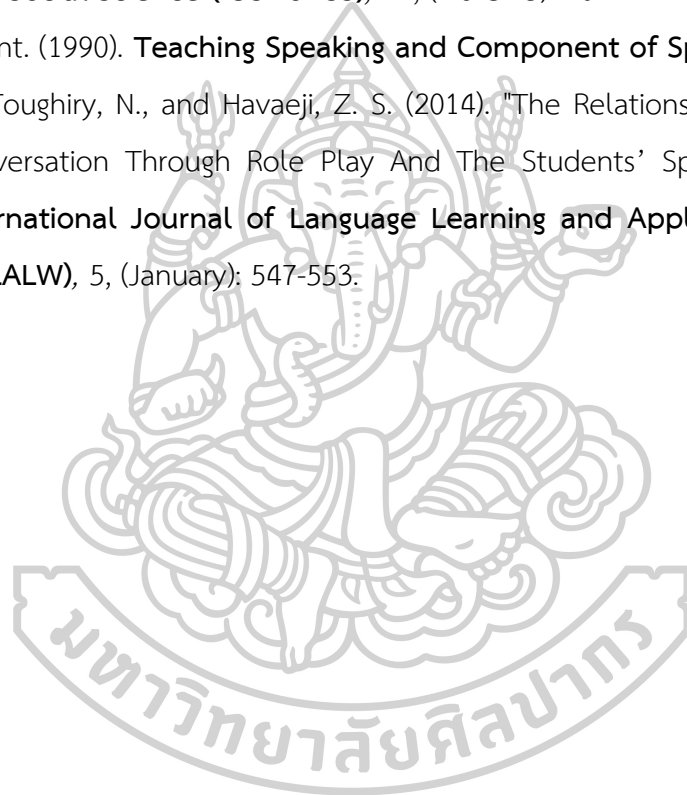 nt. (1990). Teaching Speaking and Component of Sp
Toughiry, N., and Havaeji, Z. S. (2014). "The Relations
versation Through Role Play And The Students’ Sp
rnational Journal of Language Learning and Appl
LALW), 5, (January): 547-553.
มหาวิทยาลัยศิลปากร